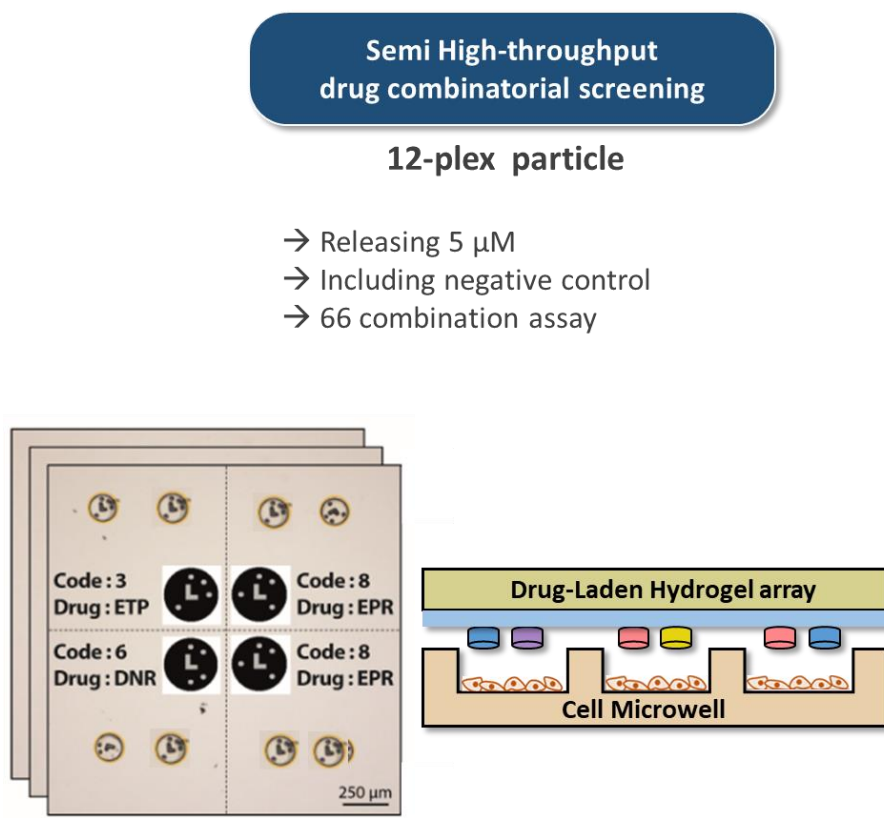 Semi High-throughput
drug combinatorial screening
12-plex particle
→ Releasing 5 μM
→ Including negative control
→ 66 combination assay
Code : 3
Drug : ETP
Code : 8
Drug : EPR
Code : 6
Drug : DNR
Code : 8
Drug : EPR
250 μm
Drug-Laden Hydrogel array
Cell Microwell